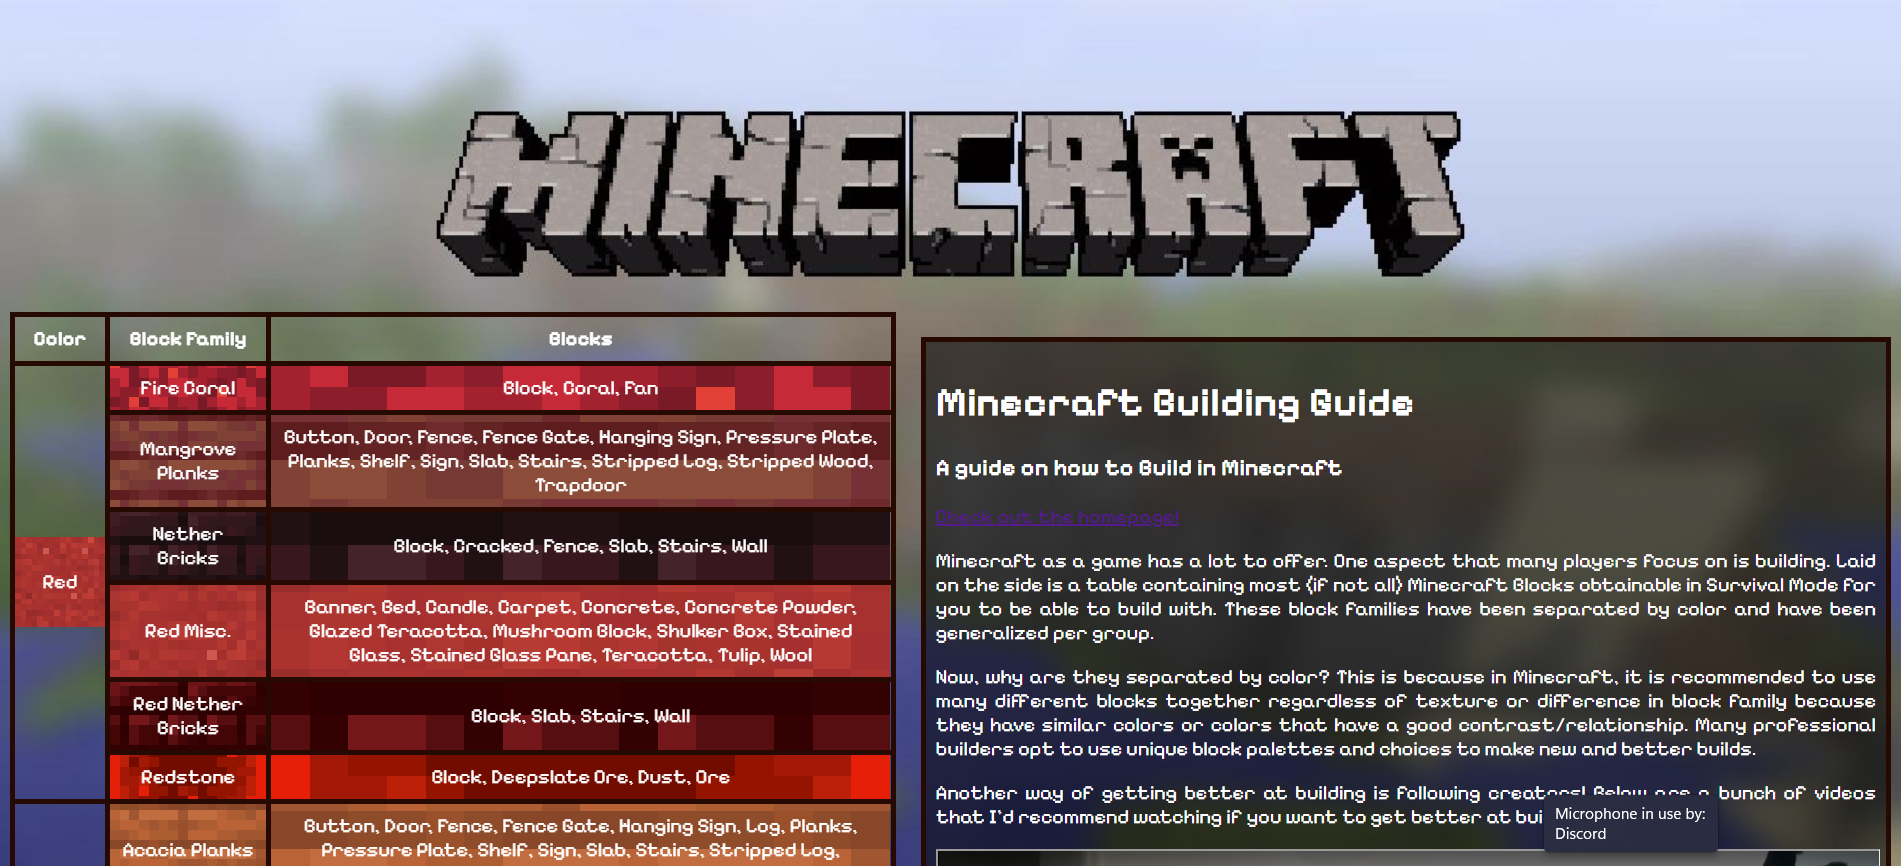 MINECRAFT
Color
Block Family
Blocks
Red
Fire Coral
Block, Coral, Fan
Mangrove
Planks
Button, Door, Fence, Fence Gate, Hanging Sign, Pressure Plate,
Planks, Shelf, Sign, Slab, Stairs, Stripped Log, Stripped Wood,
Trapdoor
Nether
Bricks
Block, Cracked, Fence, Slab, Stairs, Wall
Red Misc.
Banner, Bed, Candle, Carpet, Concrete, Concrete Powder,
Glazed Teracotta, Mushroom Block, Shulker Box, Stained
Glass, Stained Glass Pane, Teracotta, Tulip, Wool
Red Nether
Bricks
Block, Slab, Stairs, Wall
Redstone
Block, Deepslate Ore, Dust, Ore
Acacia Planks
Button, Door, Fence, Fence Gate, Hanging Sign, Log, Planks,
Pressure Plate, Shelf, Sign, Slab, Stairs, Stripped Log,
Minecraft Building Guide
A guide on how to Build in Minecraft
Check out the homepage!
Minecraft as a game has a lot to offer. One aspect that many players focus on is building. Laid
on the side is a table containing most (if not all) Minecraft Blocks obtainable in Survival Mode for
you to be able to build with. These block families have been separated by color and have been
generalized per group.
Now, why are they separated by color? This is because in Minecraft, it is recommended to use
many different blocks together regardless of texture or difference in block family because
they have similar colors or colors that have a good contrast/relationship. Many professional
builders opt to use unique block palettes and choices to make new and better builds.
Another way of getting better at building is following creators! Below are a bunch of videos
that I'd recommend watching if you want to get better at bui
Microphone in use by:
Discord